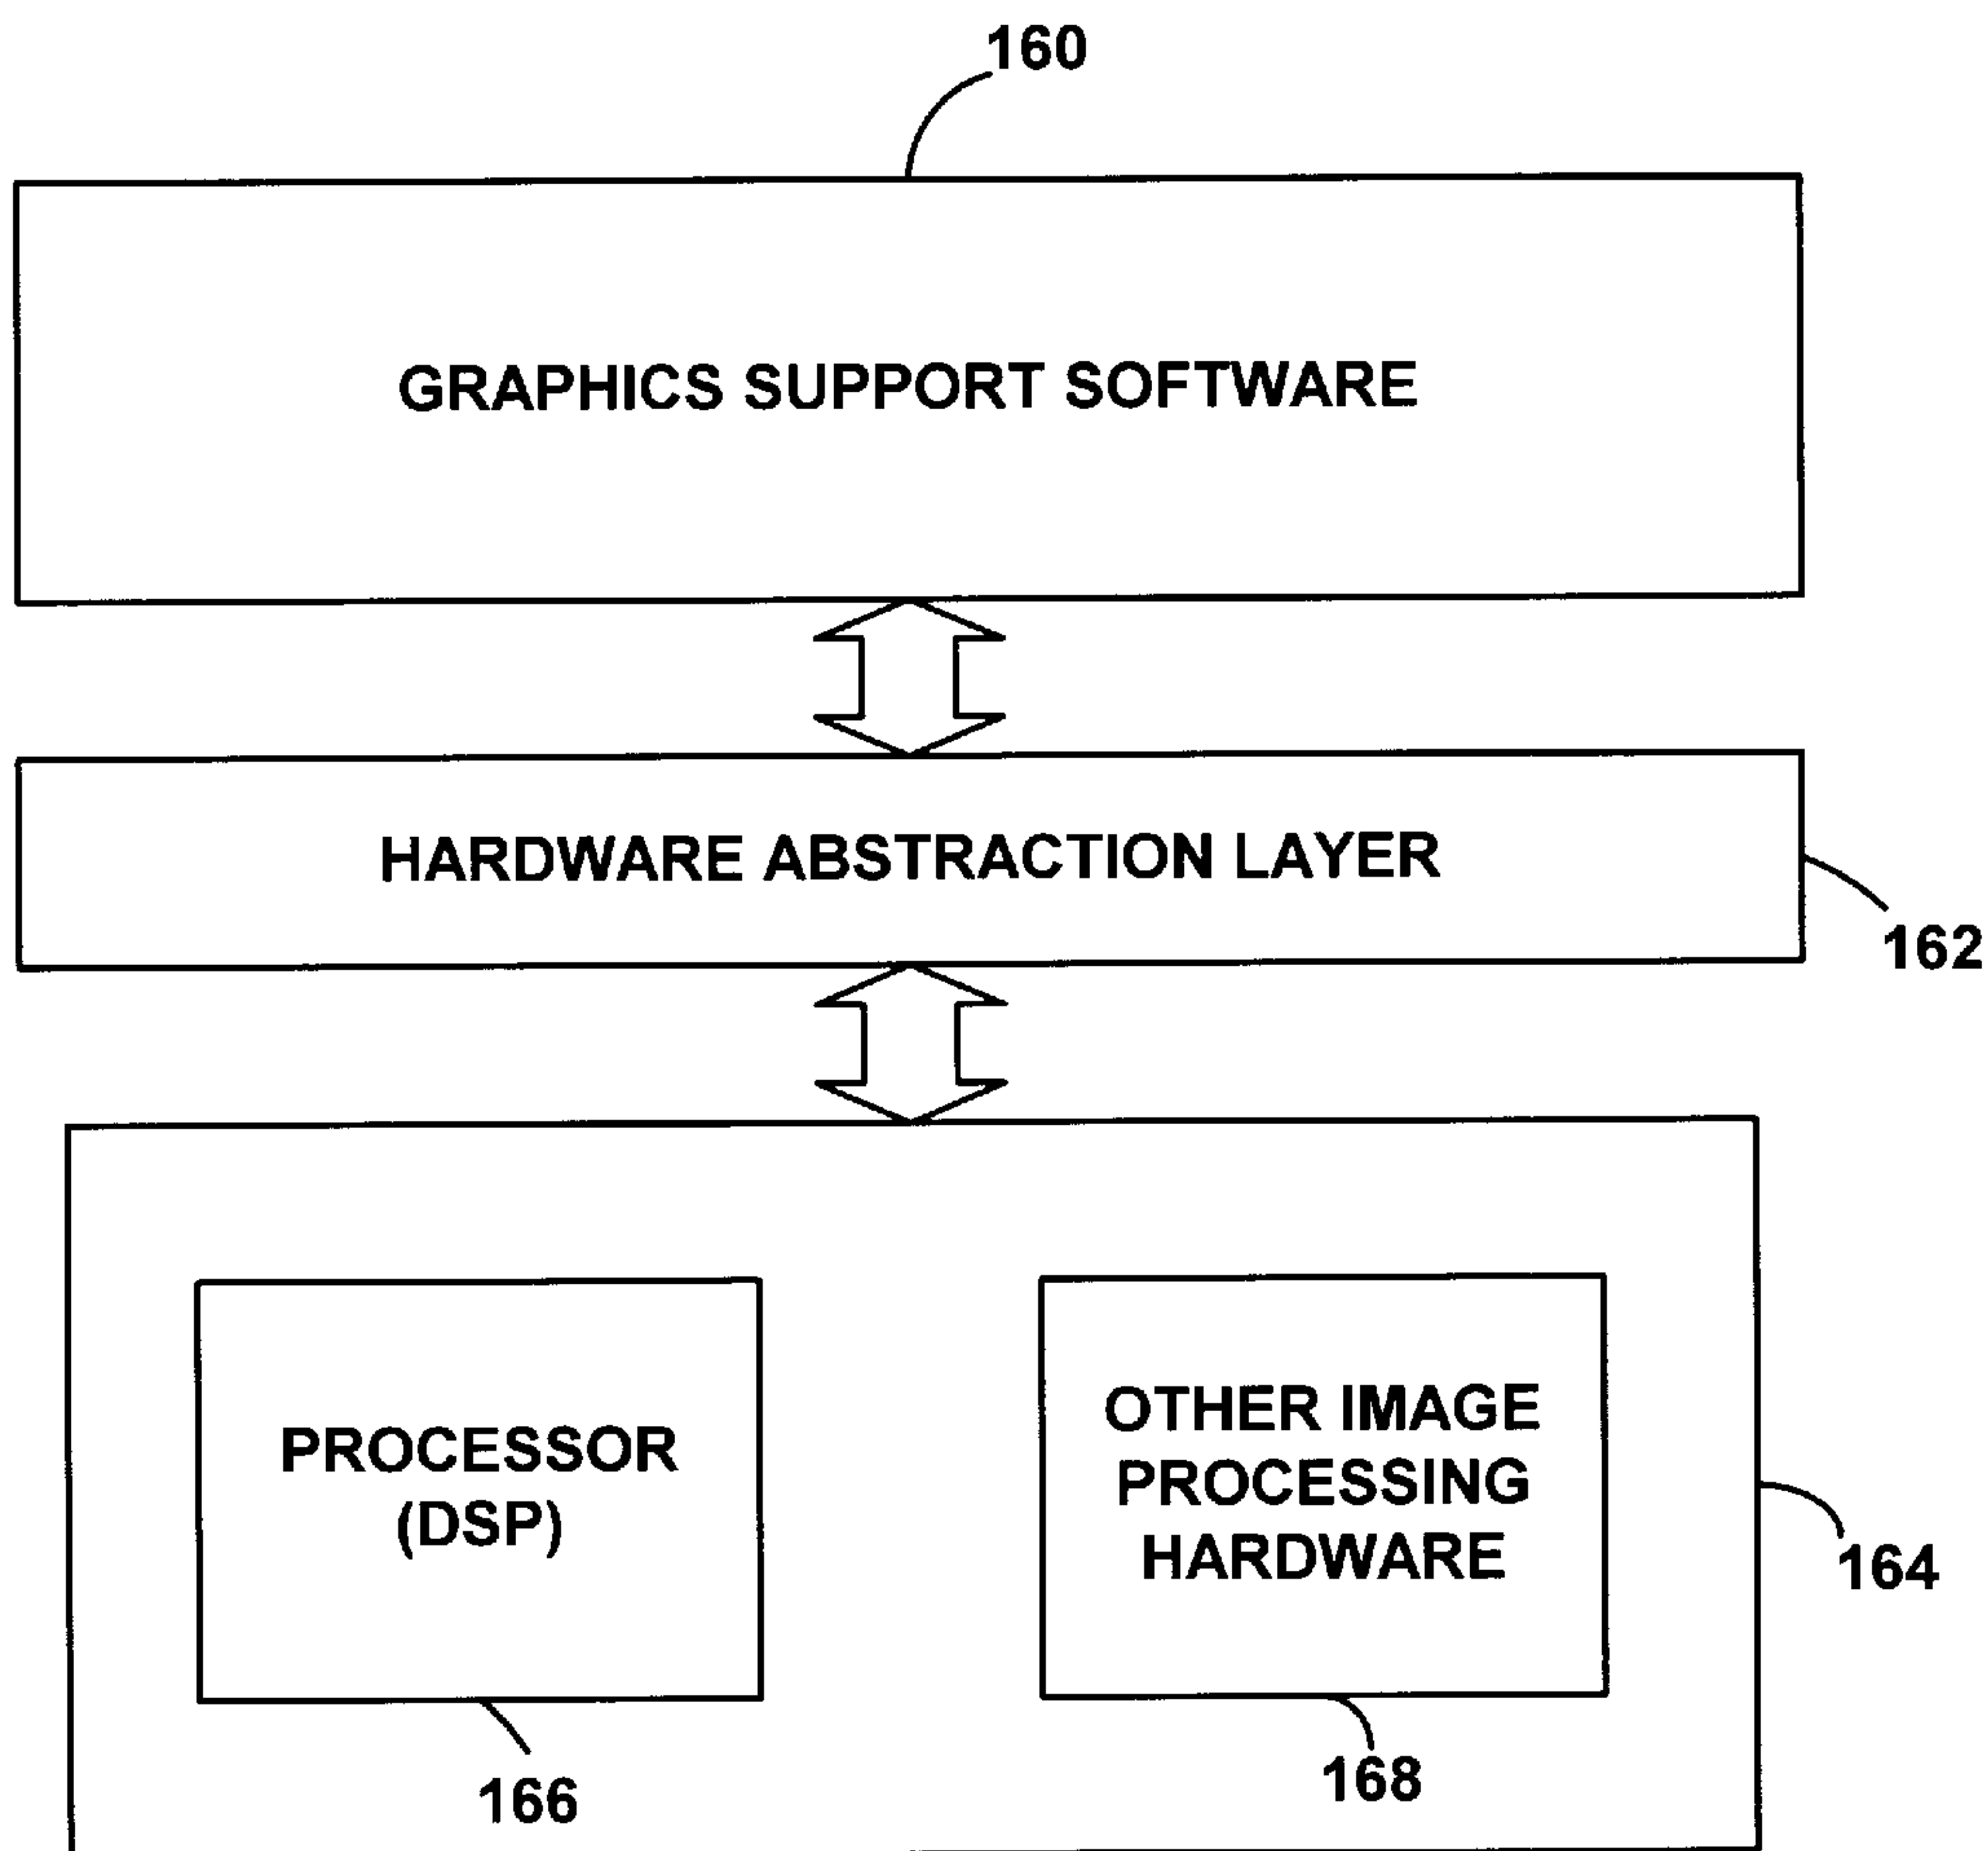 160
GRAPHICS SUPPORT SOFTWARE
HARDWARE ABSTRACTION LAYER
162
PROCESSOR
(DSP)
OTHER IMAGE
PROCESSING
HARDWARE
164
166
168